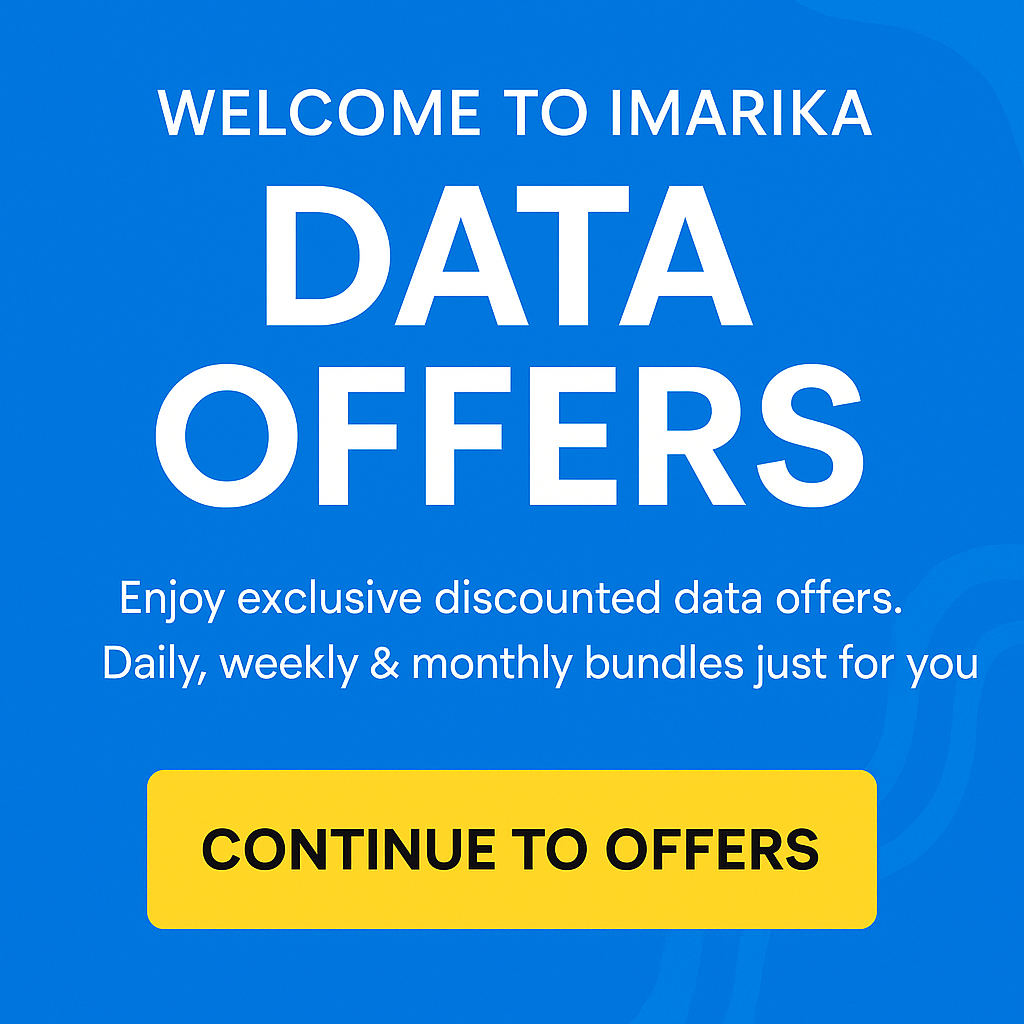 WELCOME TO IMARIKA
DATA
OFFERS
Enjoy exclusive discounted data offers.
Daily, weekly & monthly bundles just for you
CONTINUE TO OFFERS